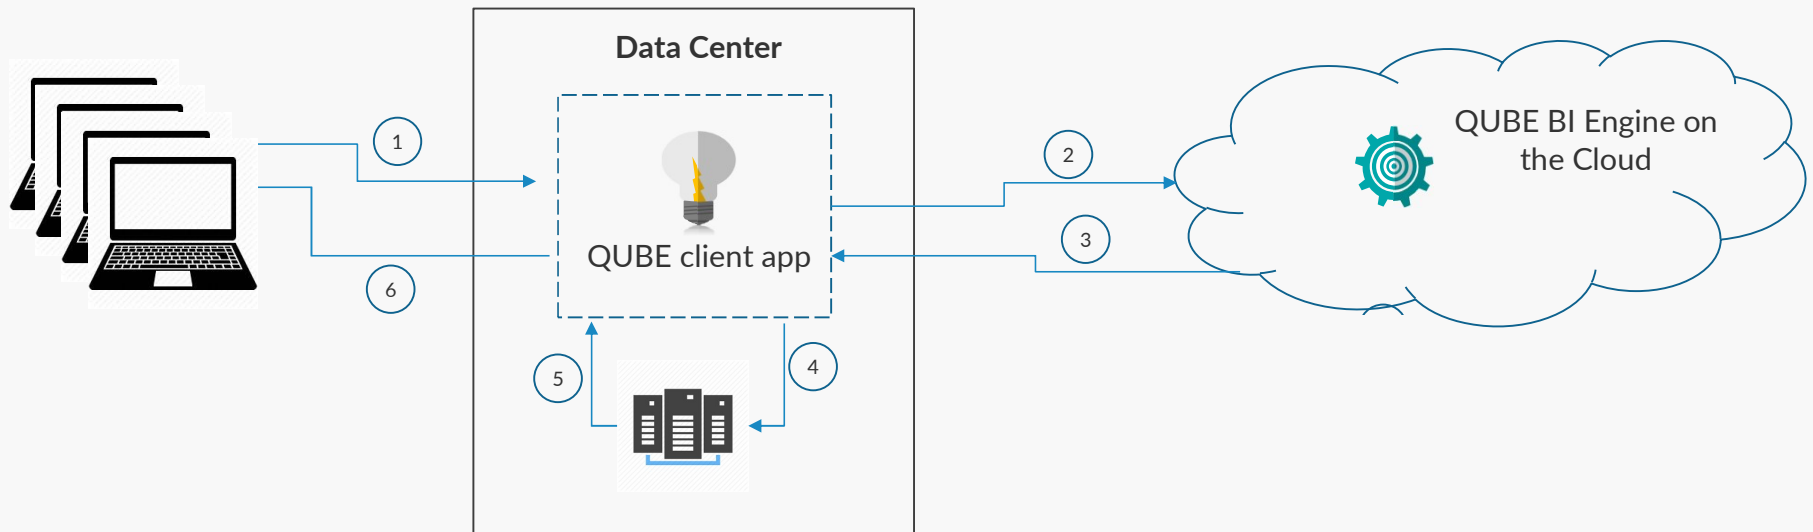 Data Center
1
2
QUBE BI Engine on
the Cloud
3
QUBE client app
6
5
4